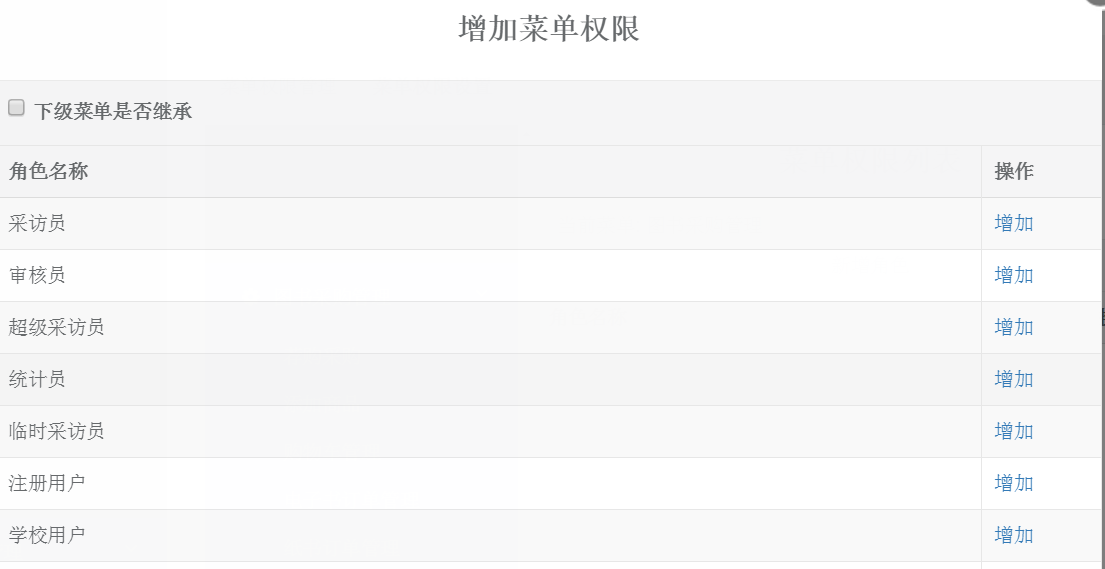 增加菜单权限
下级菜单是否继承
角色名称 操作
采访员 增加
审核员 增加
超级采访员 增加
统计员 增加
临时采访员 增加
注册用户 增加
学校用户 增加